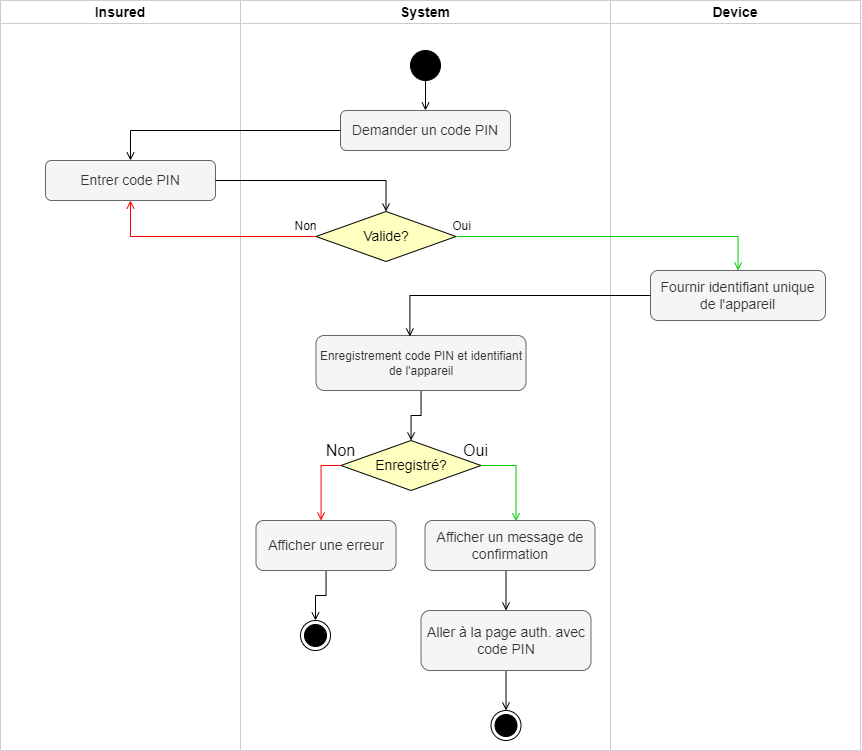 Insured
System
Device
Demander un code PIN
Entrer code PIN
Non
Oui
Valide?
Fournir identifiant unique
de l'appareil
Enregistrement code PIN et identifiant
de l'appareil
Non
Oui
Enregistré?
Afficher une erreur
Afficher un message de
confirmation
Aller à la page auth. avec
code PIN